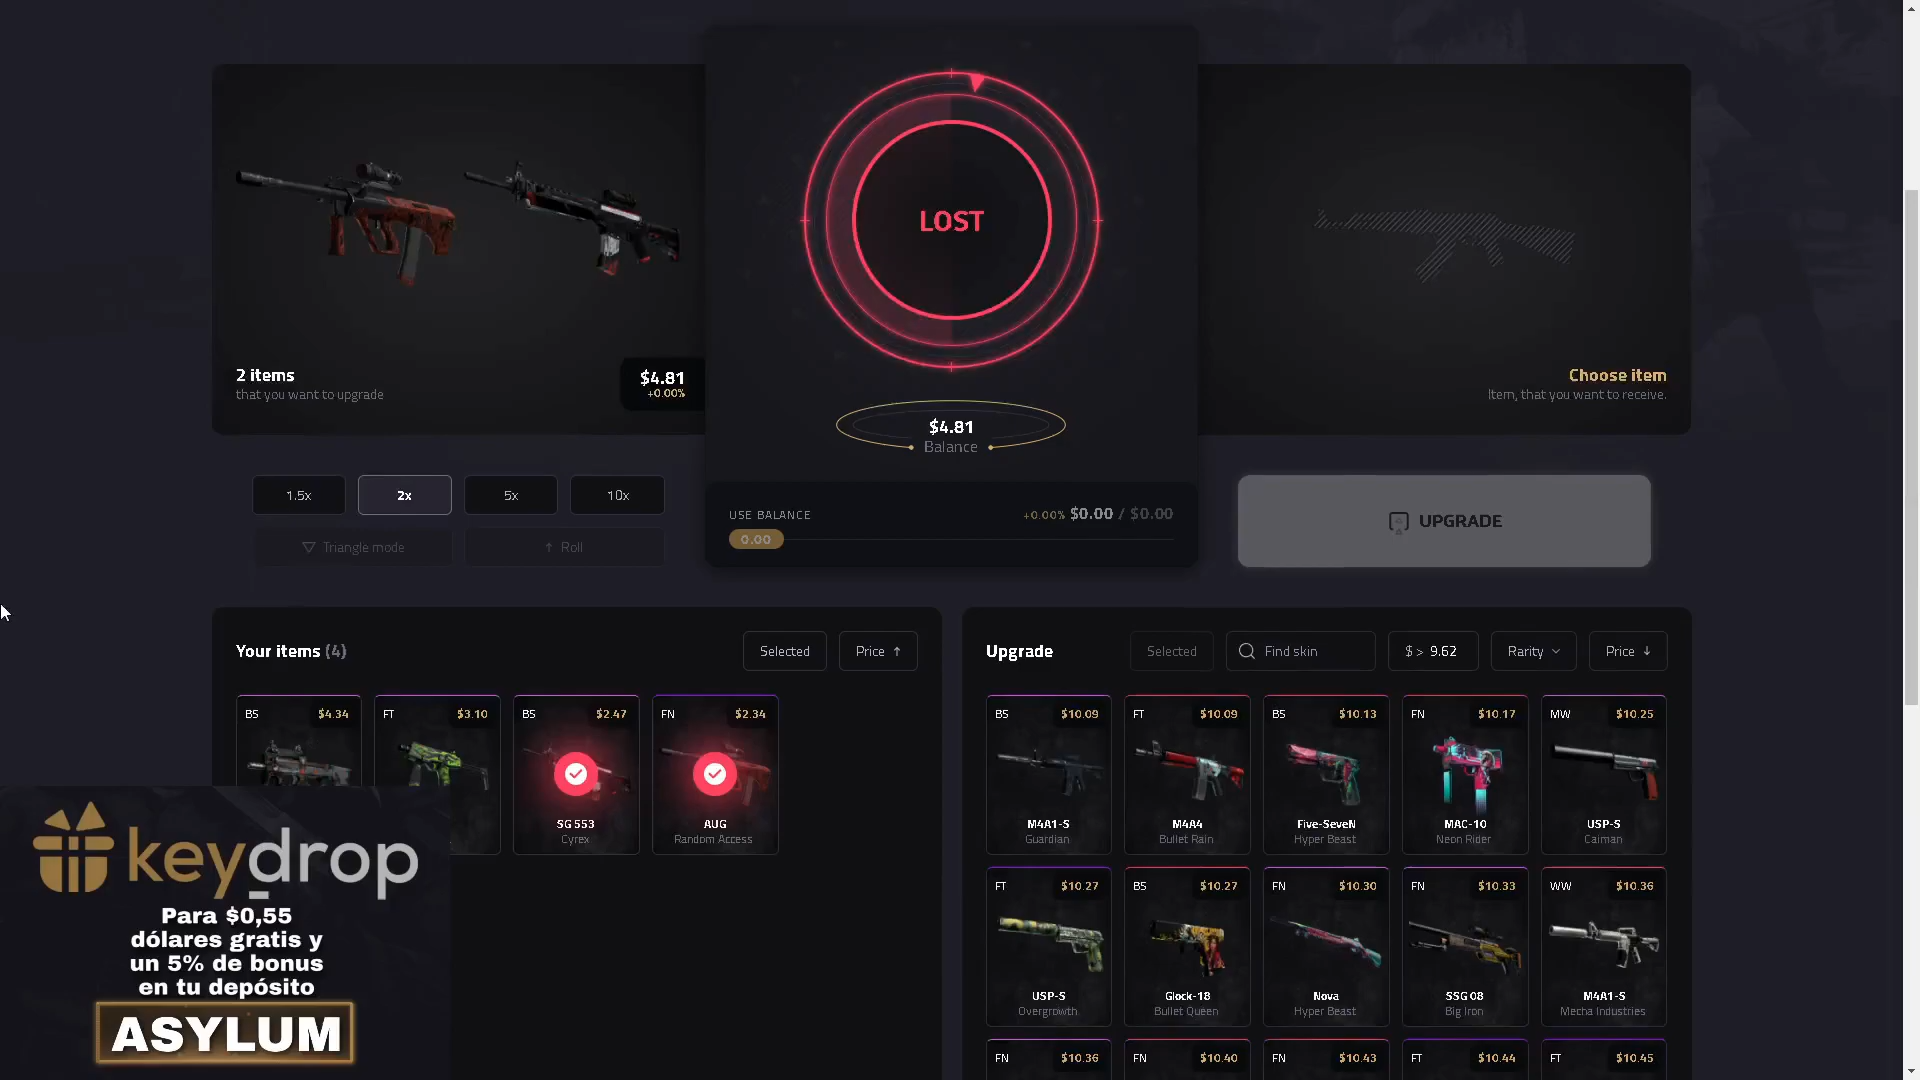 LOST
2 items
that you want to upgrade
$4.81
+0.00%
Choose item
Item, that you want to receive.
$4.81
Balance
1.5x
2x
5x
10x
Triangle mode
Roll
USE BALANCE
+0.00% $0.00 / $0.00
0.00
UPGRADE
Your items (4)
Selected
Price
BS $4.34
FT $3.10
BS $2.47
SG 553
Cyrex
FN $2.34
AUG
Random Access
Upgrade
Selected
Find skin
$ > 9.62
Rarity
Price
BS $10.09
M4A1-S
Guardian
FT $10.09
M4A4
Bullet Rain
BS $10.13
Five-SeveN
Hyper Beast
FN $10.17
MAC-10
Neon Rider
MW $10.25
USP-S
Caiman
FT $10.27
USP-S
Overgrowth
BS $10.27
Glock-18
Bullet Queen
FN $10.30
Nova
Hyper Beast
FN $10.33
SSG 08
Big Iron
WW $10.36
M4A1-S
Mecha Industries
FN $10.36
FN $10.40
FN $10.43
FT $10.44
FT $10.45
keydrop
Para $0,55
dólares gratis y
un 5% de bonus
en tu depósito
ASYLUM